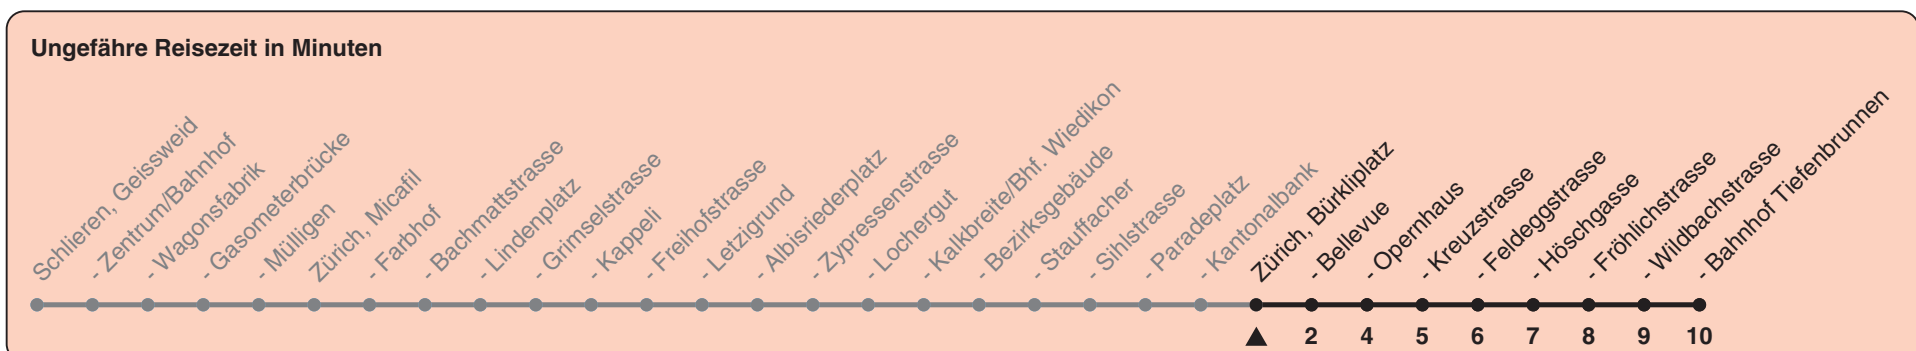 Ungefähre Reisezeit in Minuten
Schlieren, Geissweid
- Zentrum/Bahnhof
- Wagonsfabrik
- Gasometerbrücke
- Mülligen
Zürich, Micafil
- Farbhof
- Bachmattstrasse
- Lindenplatz
- Grimselstrasse
- Kappeli
- Freihofstrasse
- Letzigrund
- Albisriederplatz
- Zypressenstrasse
- Lochergut
- Kalkbreite/Bhf. Wiedikon
- Bezirksgebäude
- Stauffacher
- Sihlstrasse
- Paradeplatz
- Kantonalbank
Zürich, Bürkliplatz
- Bellevue
- Opernhaus
- Kreuzstrasse
- Feldeggstrasse
- Höschgasse
- Fröhlichstrasse
- Wildbachstrasse
- Bahnhof Tiefenbrunnen
2 4 5 6 7 8 9 10